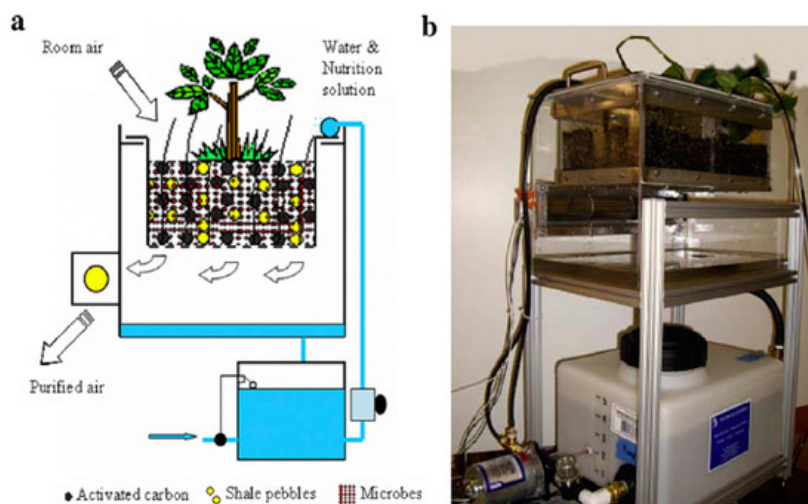 a
b
Room air
Water &
Nutrition
solution
Purified air
Activated carbon Shale pebbles Microbes